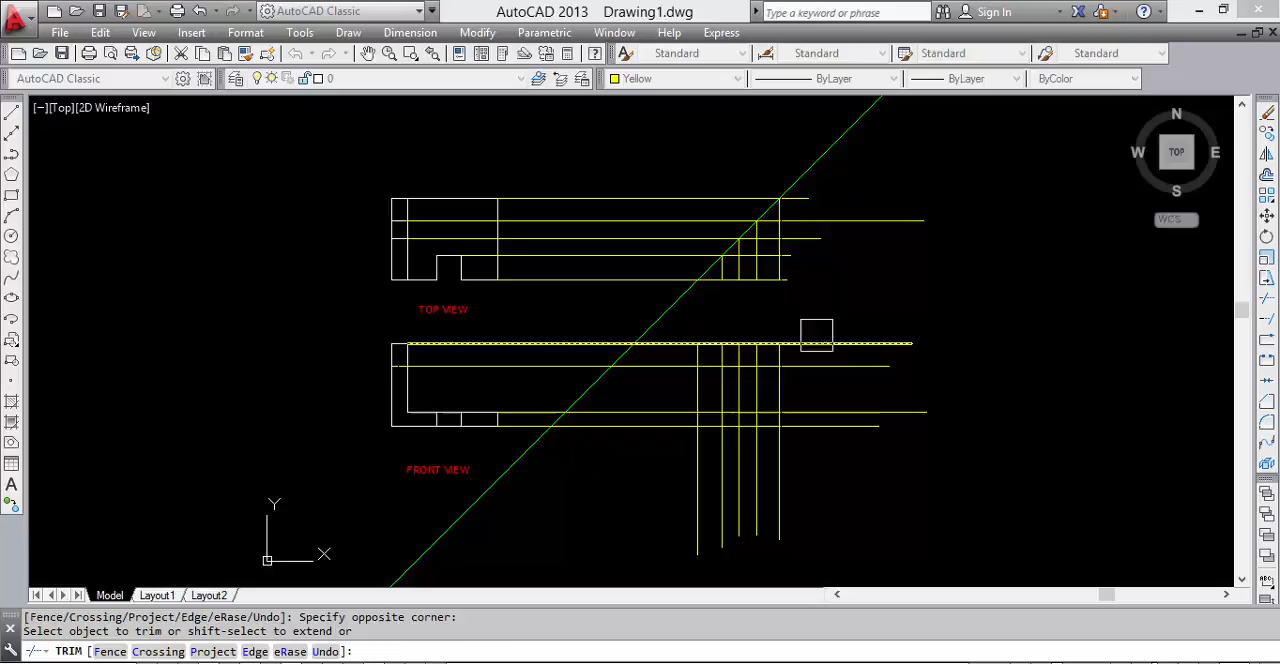 AutoCAD Classic
AutoCAD 2013 Drawing1.dwg
Type a keyword or phrase
Sign In
File Edit View Insert Format Tools Draw Dimension Modify Parametric Window Help Express
Standard Standard Standard Standard
AutoCAD Classic 0 Yellow ByLayer ByLayer ByColor
[−][Top][2D Wireframe]
N
W TOP E
S
WCS
TOP VIEW
FRONT VIEW
Y
X
A
Model Layout1 Layout2
[Fence/Crossing/Project/Edge/eRase/Undo]: Specify opposite corner:
Select object to trim or shift-select to extend or
TRIM [Fence Crossing Project Edge eRase Undo]: